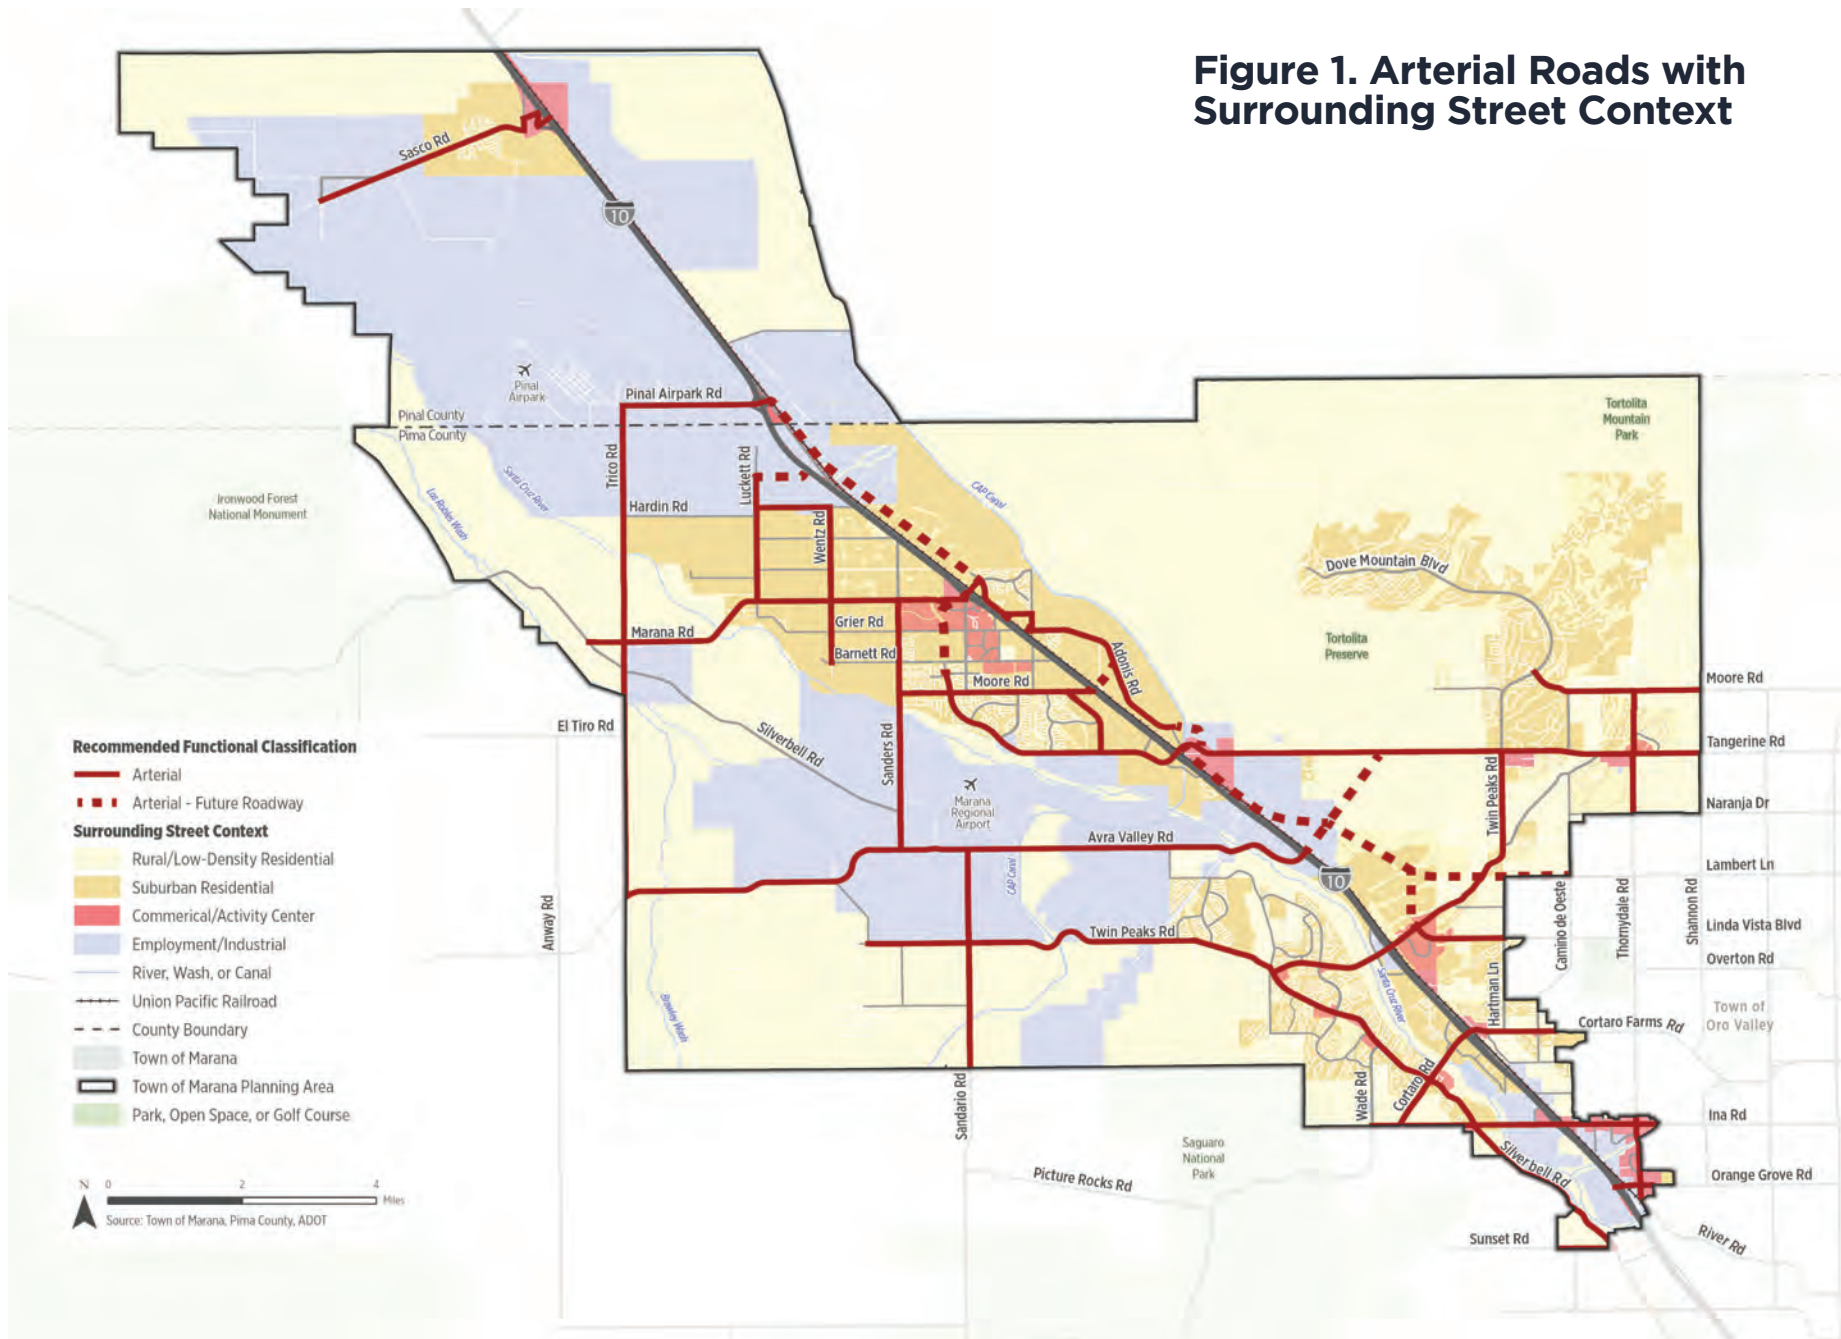 Figure 1. Arterial Roads with
Surrounding Street Context
Sasco Rd
10
Pinal
Airpark
Pinal Airpark Rd
Pinal County
Pima County
Tortolita
Mountain
Park
Trico Rd
Luckett Rd
Santa Cruz River
Los Robles Wash
CAP Canal
Ironwood Forest
National Monument
Hardin Rd
Wentz Rd
Dove Mountain Blvd
Grier Rd
Marana Rd
Barnett Rd
Adonis Rd
Tortolita
Preserve
Moore Rd
Moore Rd
El Tiro Rd
Silverbell Rd
Sanders Rd
Tangerine Rd
Marana
Regional
Airport
Twin Peaks Rd
Naranja Dr
Avra Valley Rd
CAP Canal
10
Lambert Ln
Anway Rd
Twin Peaks Rd
Camino de Oeste
Thornydale Rd
Shannon Rd
Linda Vista Blvd
Overton Rd
Hartman Ln
Santa Cruz River
Brawley Wash
Town of
Oro Valley
Cortaro Farms Rd
Sandario Rd
Wade Rd
Cortaro Rd
Ina Rd
Saguaro
National
Park
Silverbell Rd
Picture Rocks Rd
Orange Grove Rd
Sunset Rd
River Rd
Recommended Functional Classification
Arterial
Arterial - Future Roadway
Surrounding Street Context
Rural/Low-Density Residential
Suburban Residential
Commerical/Activity Center
Employment/Industrial
River, Wash, or Canal
Union Pacific Railroad
County Boundary
Town of Marana
Town of Marana Planning Area
Park, Open Space, or Golf Course
N
0 2 4
Miles
Source: Town of Marana, Pima County, ADOT